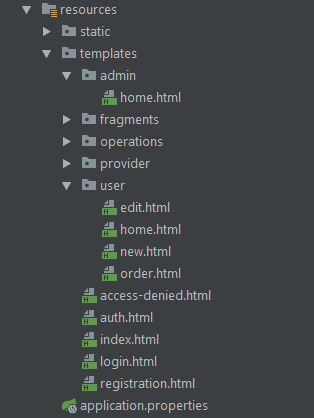 resources
static
templates
admin
home.html
fragments
operations
provider
user
edit.html
home.html
new.html
order.html
access-denied.html
auth.html
index.html
login.html
registration.html
application.properties